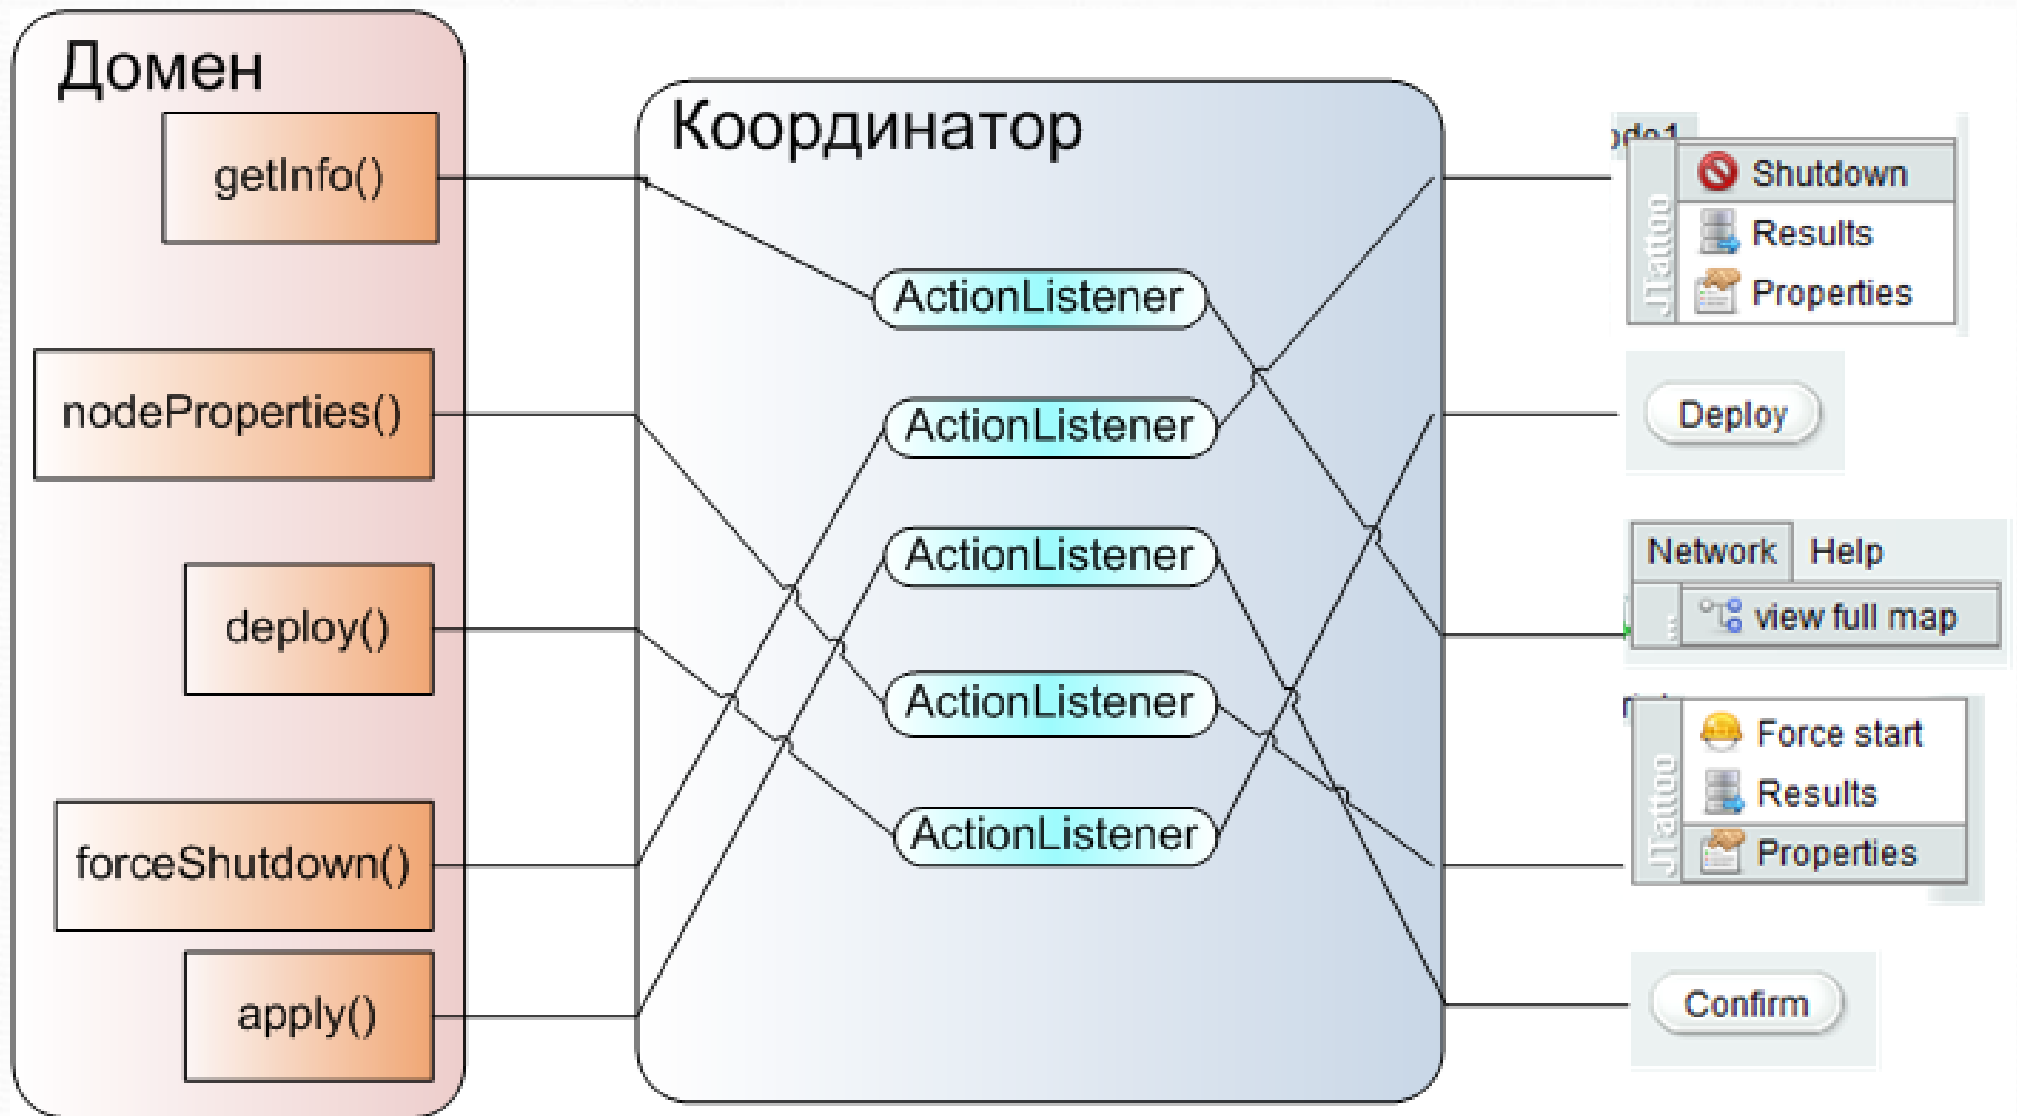 Домен
getInfo()
nodeProperties()
deploy()
forceShutdown()
apply()
Координатор
ActionListener
ActionListener
ActionListener
ActionListener
ActionListener
JTattoo
Shutdown
Results
Properties
Deploy
Network Help
...
view full map
JTattoo
Force start
Results
Properties
Confirm